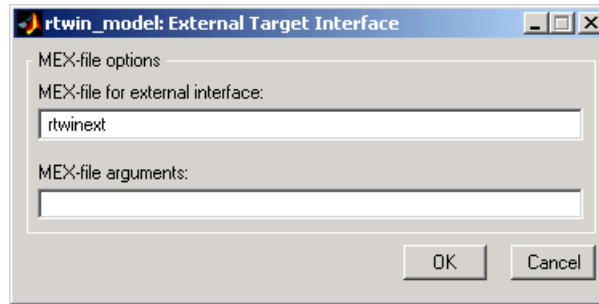 rtwin_model: External Target Interface
MEX-file options
MEX-file for external interface:
rtwinext
MEX-file arguments:
OK Cancel